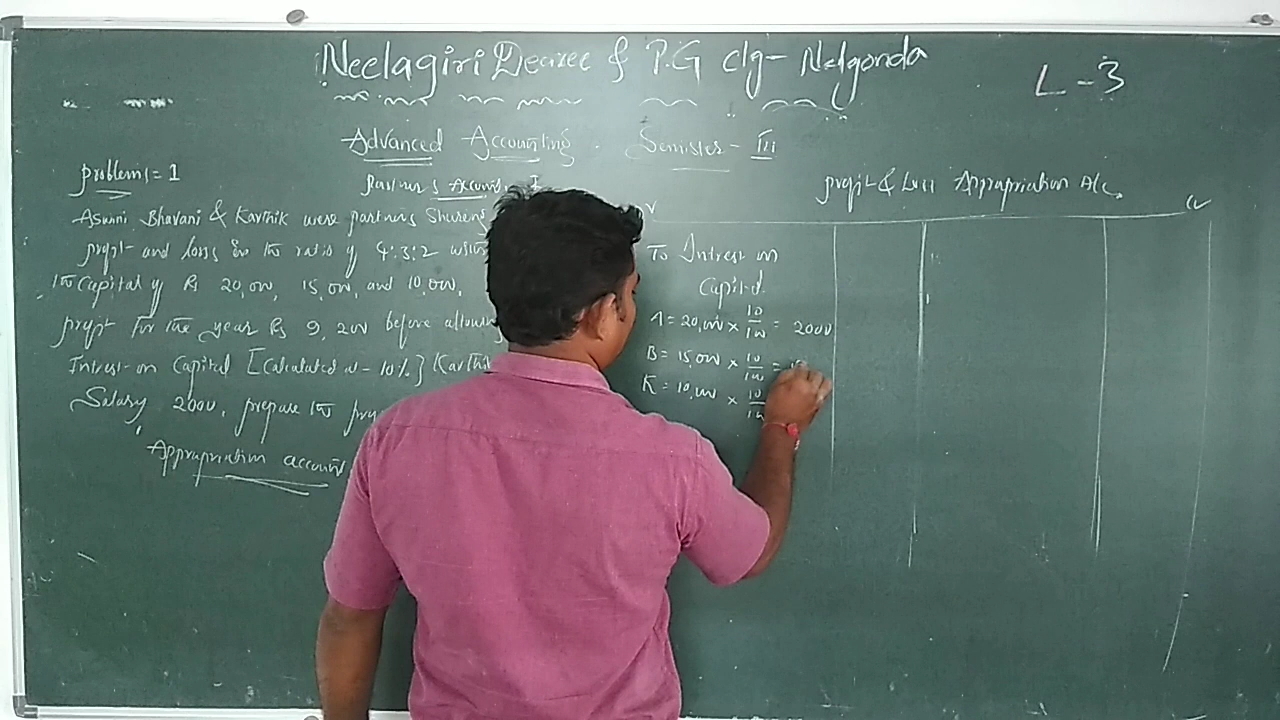 Neelagiri Degree & P.G clg- Nalgonda
L-3
Advanced Accounting. Semister- III
Problem:= 1
Profit & Loss Appropriation A/c.
Aswini Bhavani & Karthik were partners Shareing
profit and loss in the ratio of 4:3:2 with
the Capital of Rs 20,000, 15,000, and 10,000,
profit for the year Rs 9,200 before allowing
Interest on Capital [Calculated at - 10%] Karthik
Salary 2000, prepare the
Appropriation account
To Interest on
Capital
A = 20,000 × 10/100 = 2000
B = 15,000 × 10/100 =
K = 10,000 × 10/100